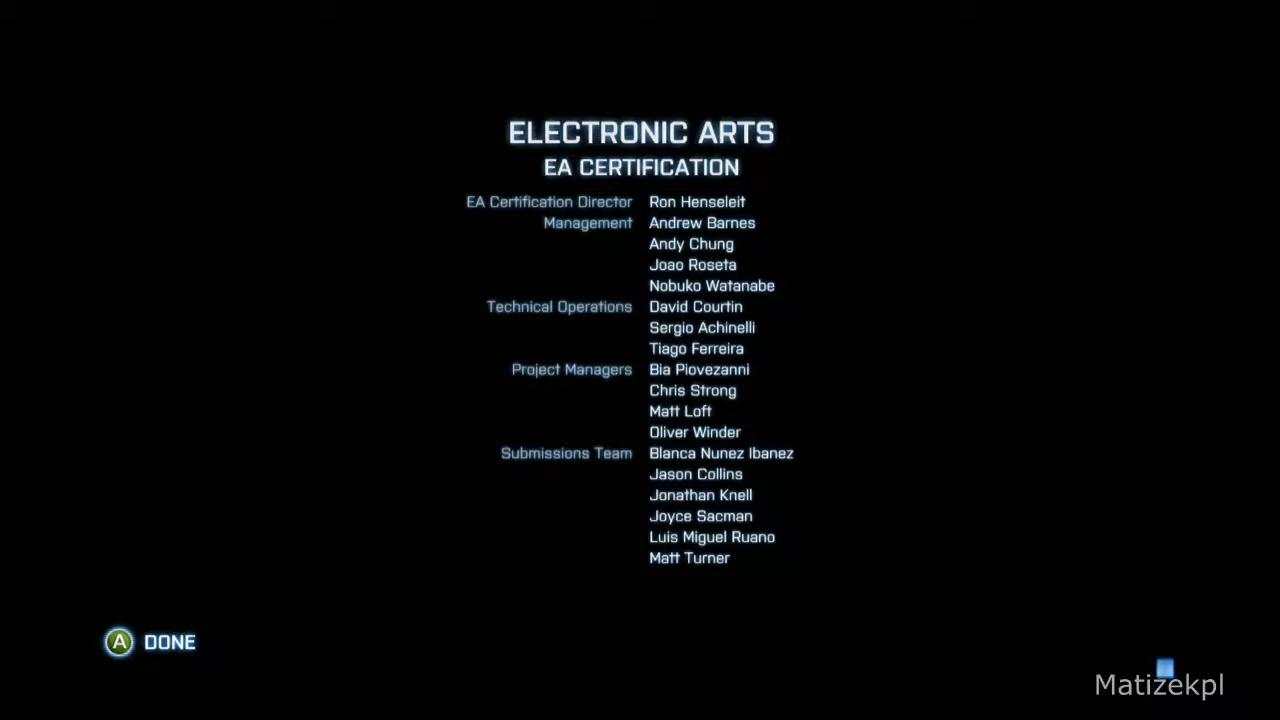 ELECTRONIC ARTS
EA CERTIFICATION
EA Certification Director Ron Henseleit
Management Andrew Barnes
Andy Chung
Joao Roseta
Nobuko Watanabe
Technical Operations David Courtin
Sergio Achinelli
Tiago Ferreira
Project Managers Bia Piovezanni
Chris Strong
Matt Loft
Oliver Winder
Submissions Team Blanca Nunez Ibanez
Jason Collins
Jonathan Knell
Joyce Sacman
Luis Miguel Ruano
Matt Turner
A DONE
Matizekpl